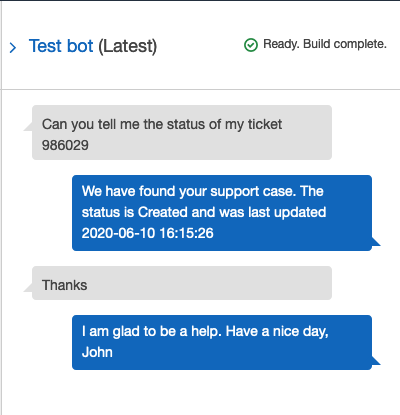 Test bot (Latest)
Ready. Build complete.
Can you tell me the status of my ticket
986029
We have found your support case. The
status is Created and was last updated
2020-06-10 16:15:26
Thanks
I am glad to be a help. Have a nice day,
John